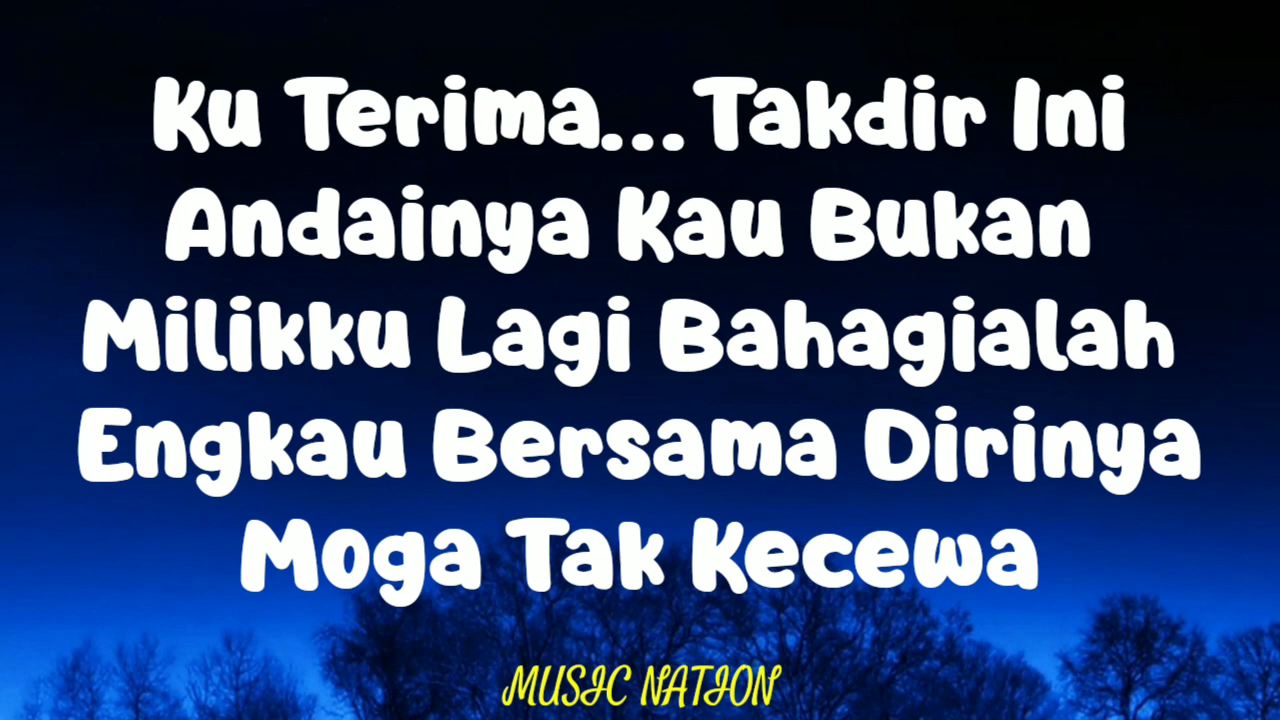 Ku Terima...Takdir Ini
Andainya Kau Bukan
Milikku Lagi Bahagialah
Engkau Bersama Dirinya
Moga Tak Kecewa
MUSIC NATION